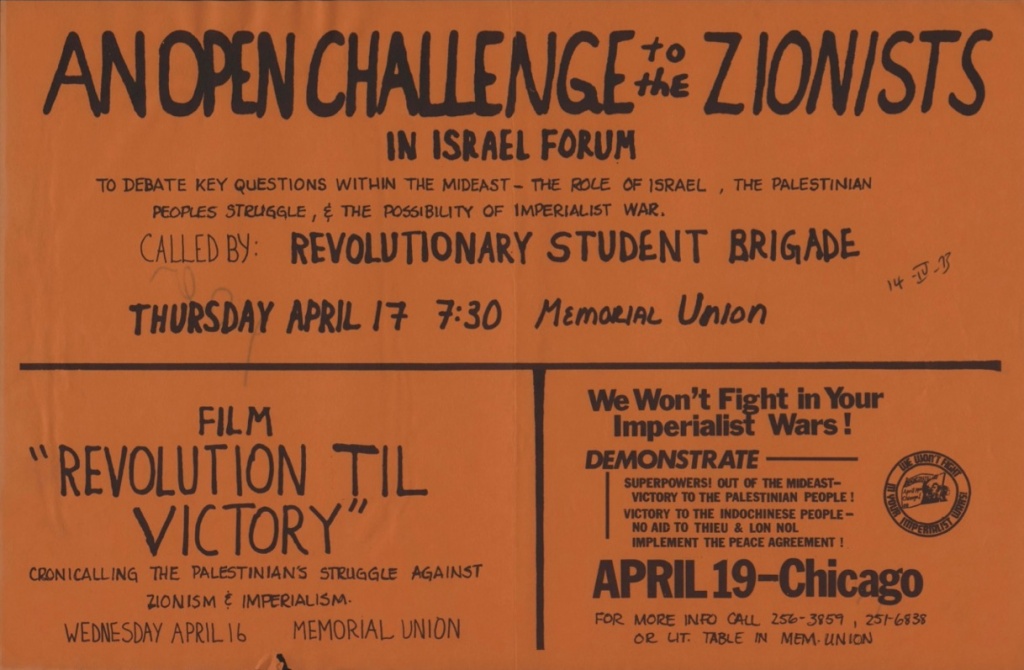 AN OPEN CHALLENGE to the ZIONISTS
IN ISRAEL FORUM
TO DEBATE KEY QUESTIONS WITHIN THE MIDEAST - THE ROLE OF ISRAEL, THE PALESTINIAN
PEOPLES STRUGGLE, & THE POSSIBILITY OF IMPERIALIST WAR.
CALLED BY: REVOLUTIONARY STUDENT BRIGADE
14-IV-75
THURSDAY APRIL 17 7:30 MEMORIAL UNION
FILM
"REVOLUTION TIL
VICTORY"
CRONICALLING THE PALESTINIAN'S STRUGGLE AGAINST
ZIONISM & IMPERIALISM.
WEDNESDAY APRIL 16 MEMORIAL UNION
We Won't Fight in Your
Imperialist Wars!
DEMONSTRATE
SUPERPOWERS! OUT OF THE MIDEAST-
VICTORY TO THE PALESTINIAN PEOPLE!
VICTORY TO THE INDOCHINESE PEOPLE-
NO AID TO THIEU & LON NOL
IMPLEMENT THE PEACE AGREEMENT!
WE WON'T FIGHT
IN YOUR IMPERIALIST WARS!
APRIL 19-Chicago
FOR MORE INFO CALL 256-3859, 251-6838
OR LIT. TABLE IN MEM. UNION